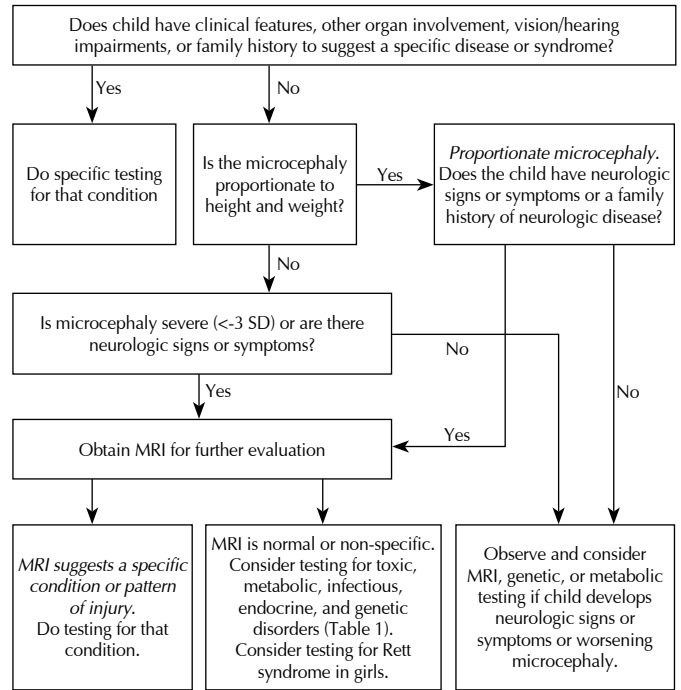 Does child have clinical features, other organ involvement, vision/hearing
impairments, or family history to suggest a specific disease or syndrome?
Yes
No
Do specific testing
for that condition
Is the microcephaly
proportionate to
height and weight?
Yes
Proportionate microcephaly.
Does the child have neurologic
signs or symptoms or a family
history of neurologic disease?
No
Is microcephaly severe (<-3 SD) or are there
neurologic signs or symptoms?
No
Yes
No
Obtain MRI for further evaluation
Yes
MRI suggests a specific
condition or pattern
of injury.
Do testing for that
condition.
MRI is normal or non-specific.
Consider testing for toxic,
metabolic, infectious,
endocrine, and genetic
disorders (Table 1).
Consider testing for Rett
syndrome in girls.
Observe and consider
MRI, genetic, or metabolic
testing if child develops
neurologic signs or
symptoms or worsening
microcephaly.